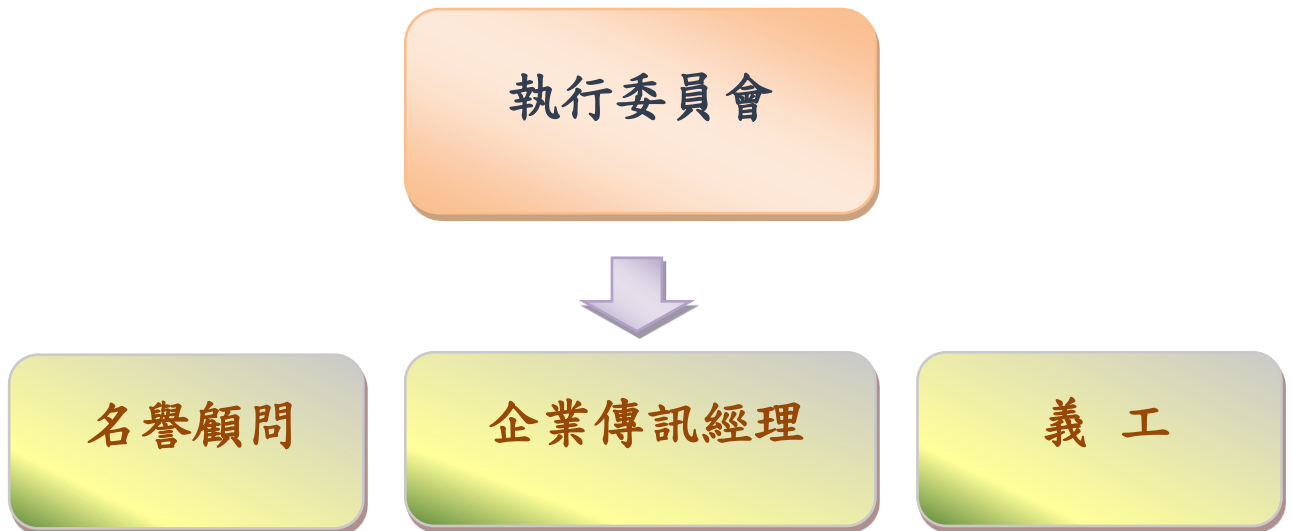 執行委員會
名譽顧問
企業傳訊經理
義 工